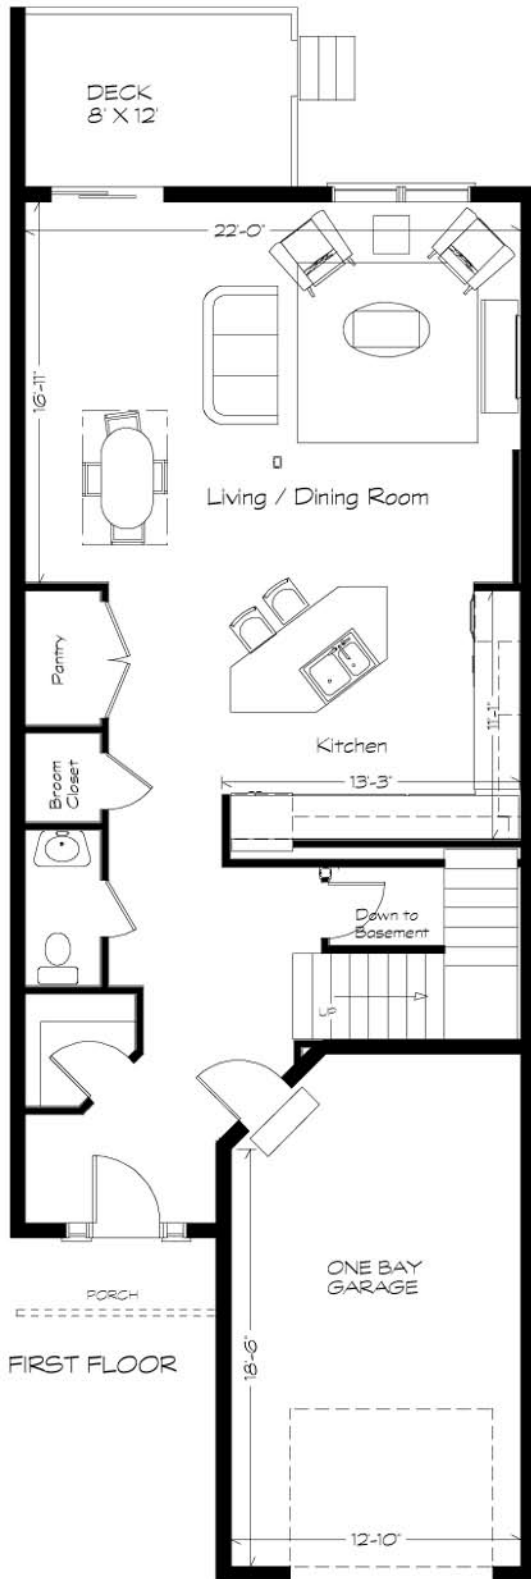 DECK
8' X 12'
22'-0"
16'-11"
Living / Dining Room
Pantry
11'-1"
Kitchen
Broom
Closet
13'-3"
Down to
Basement
UP
ONE BAY
GARAGE
PORCH
FIRST FLOOR
18'-6"
12'-10"